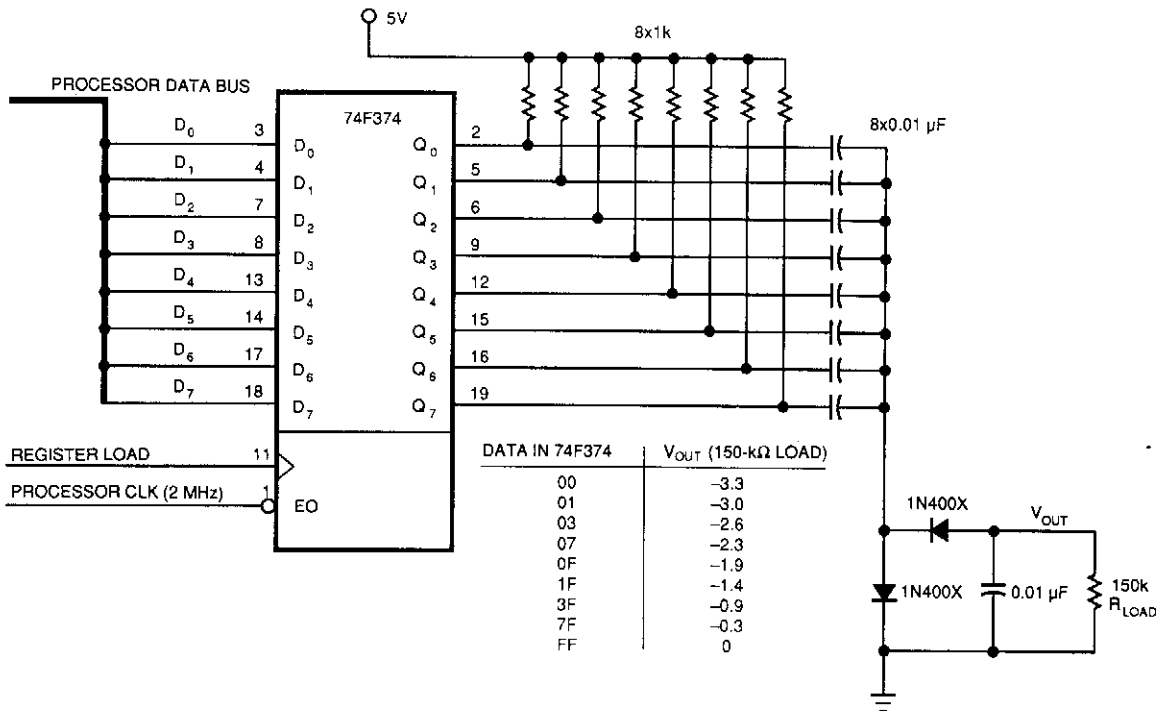 5V
8x1k
PROCESSOR DATA BUS
74F374
8x0.01 µF
D0 3 D0 Q0 2
D1 4 D1 Q1 5
D2 7 D2 Q2 6
D3 8 D3 Q3 9
D4 13 D4 Q4 12
D5 14 D5 Q5 15
D6 17 D6 Q6 16
D7 18 D7 Q7 19
REGISTER LOAD 11
PROCESSOR CLK (2 MHz) 1 EO
DATA IN 74F374 VOUT (150-kΩ LOAD)
00 –3.3
01 –3.0
03 –2.6
07 –2.3
0F –1.9
1F –1.4
3F –0.9
7F –0.3
FF 0
1N400X VOUT
1N400X 0.01 µF 150k
RLOAD